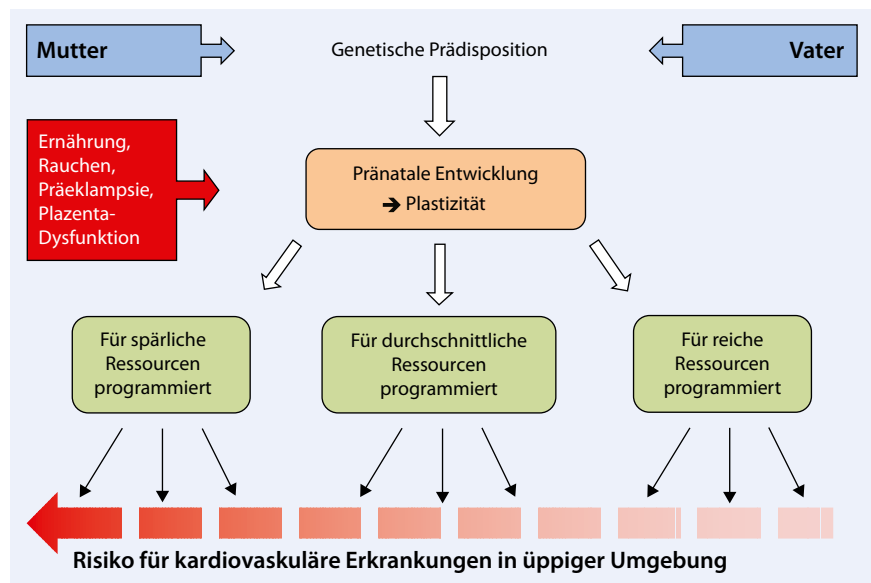 Mutter
Genetische Prädisposition
Vater
Ernährung,
Rauchen,
Präeklampsie,
Plazenta-
Dysfunktion
Pränatale Entwicklung
➔ Plastizität
Für spärliche
Ressourcen
programmiert
Für durchschnittliche
Ressourcen
programmiert
Für reiche
Ressourcen
programmiert
Risiko für kardiovaskuläre Erkrankungen in üppiger Umgebung